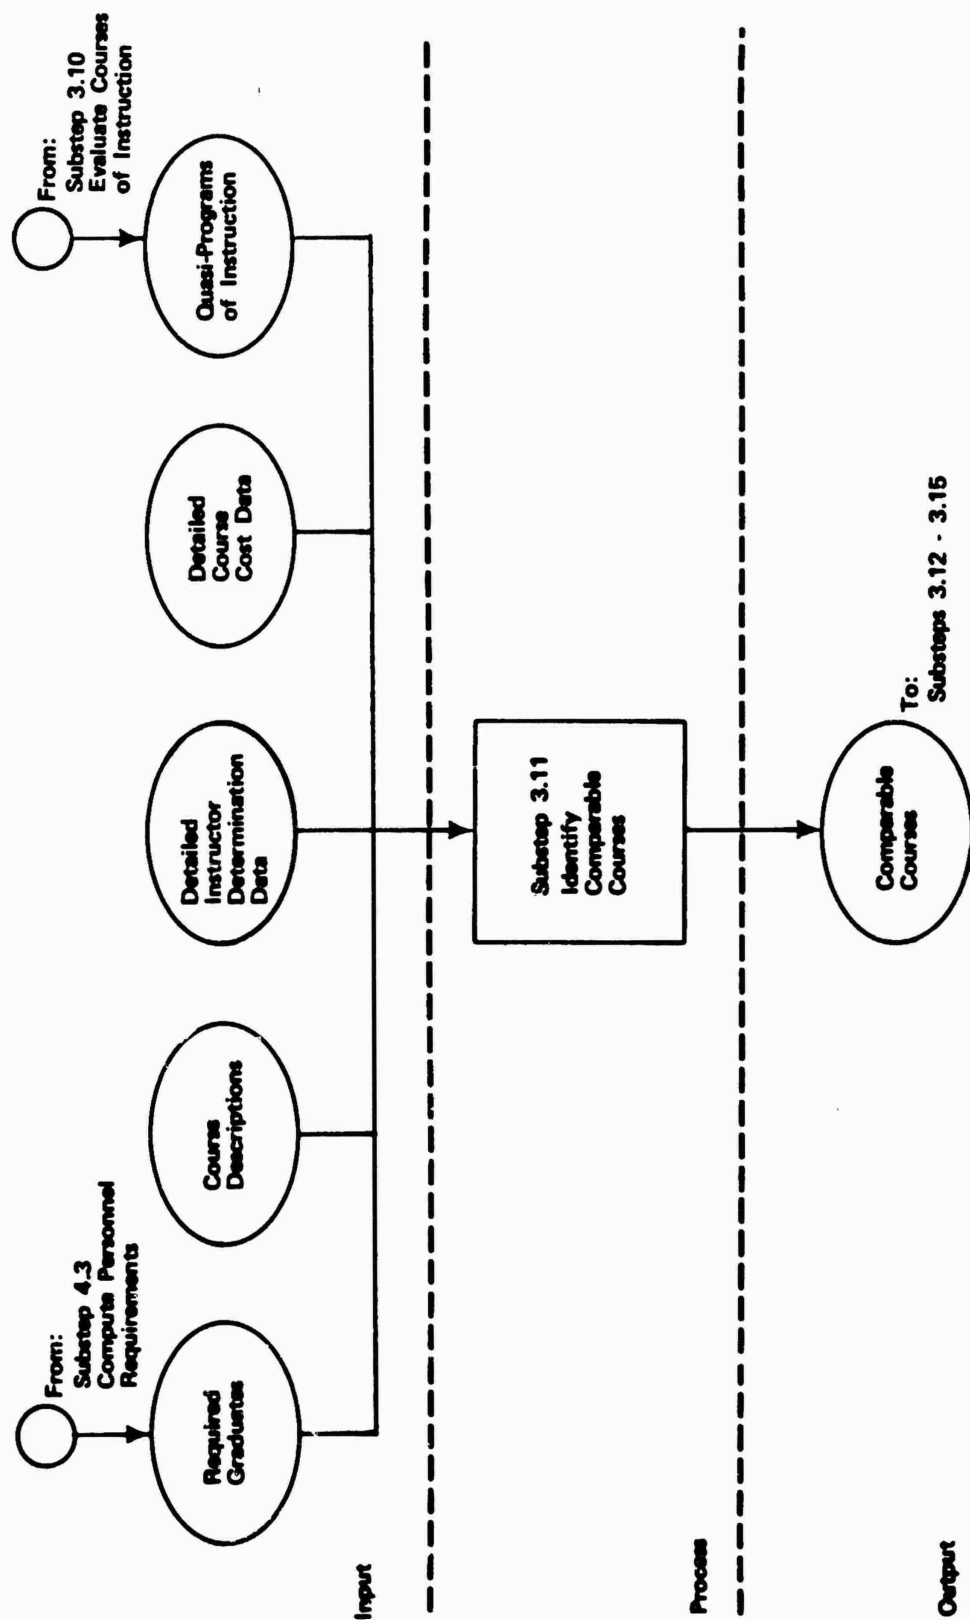 From:
Substep 4.3
Compute Personnel
Requirements
From:
Substep 3.10
Evaluate Courses
of Instruction
Required
Graduates
Course
Descriptions
Detailed
Instructor
Determination
Data
Detailed
Course
Cost Data
Quasi-Programs
of Instruction
Input
Substep 3.11
Identify
Comparable
Courses
Process
Comparable
Courses
To:
Substeps 3.12 - 3.15
Output